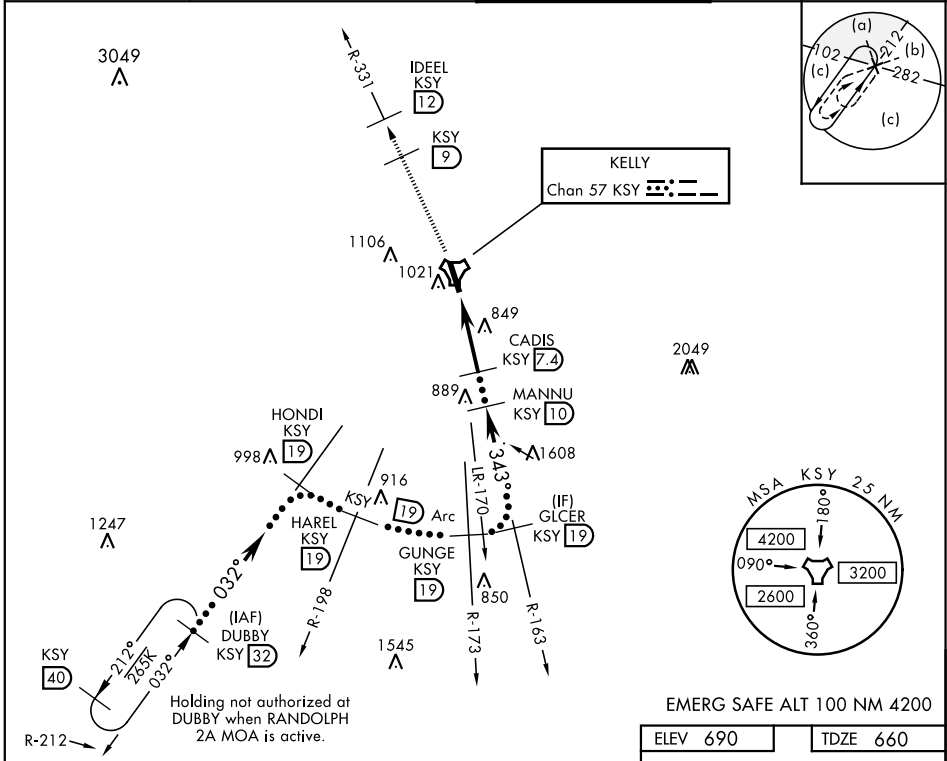 3049
R-331
IDEEL
KSY
12
KSY
9
KELLY
Chan 57 KSY
(a)
212
(b)
102
282
(c)
(c)
1106
1021
849
CADIS
KSY 7.4
2049
889
MANNU
KSY 10
HONDI
KSY
19
998
343°
1608
LR-170
916
KSY 19 Arc
(IF)
GLCER
KSY 19
HAREL
KSY
19
GUNGE
KSY
19
1247
032°
R-198
850
R-173
R-163
MSA KSY 25 NM
180°
4200
090°
3200
2600
360°
(IAF)
DUBBY
KSY 32
1545
KSY
40
212°
265K
032°
R-212
Holding not authorized at
DUBBY when RANDOLPH
2A MOA is active.
EMERG SAFE ALT 100 NM 4200
ELEV 690
TDZE 660